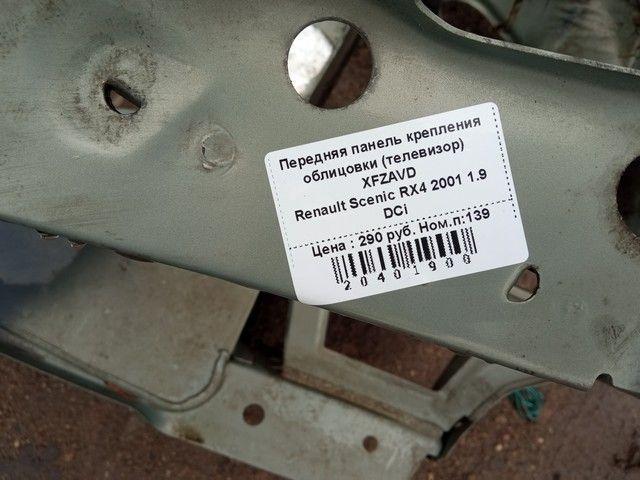 Передняя панель крепления
облицовки (телевизор)
XFZAVD
Renault Scenic RX4 2001 1.9
DCi
Цена : 290 руб. Ном.п:139
20401900